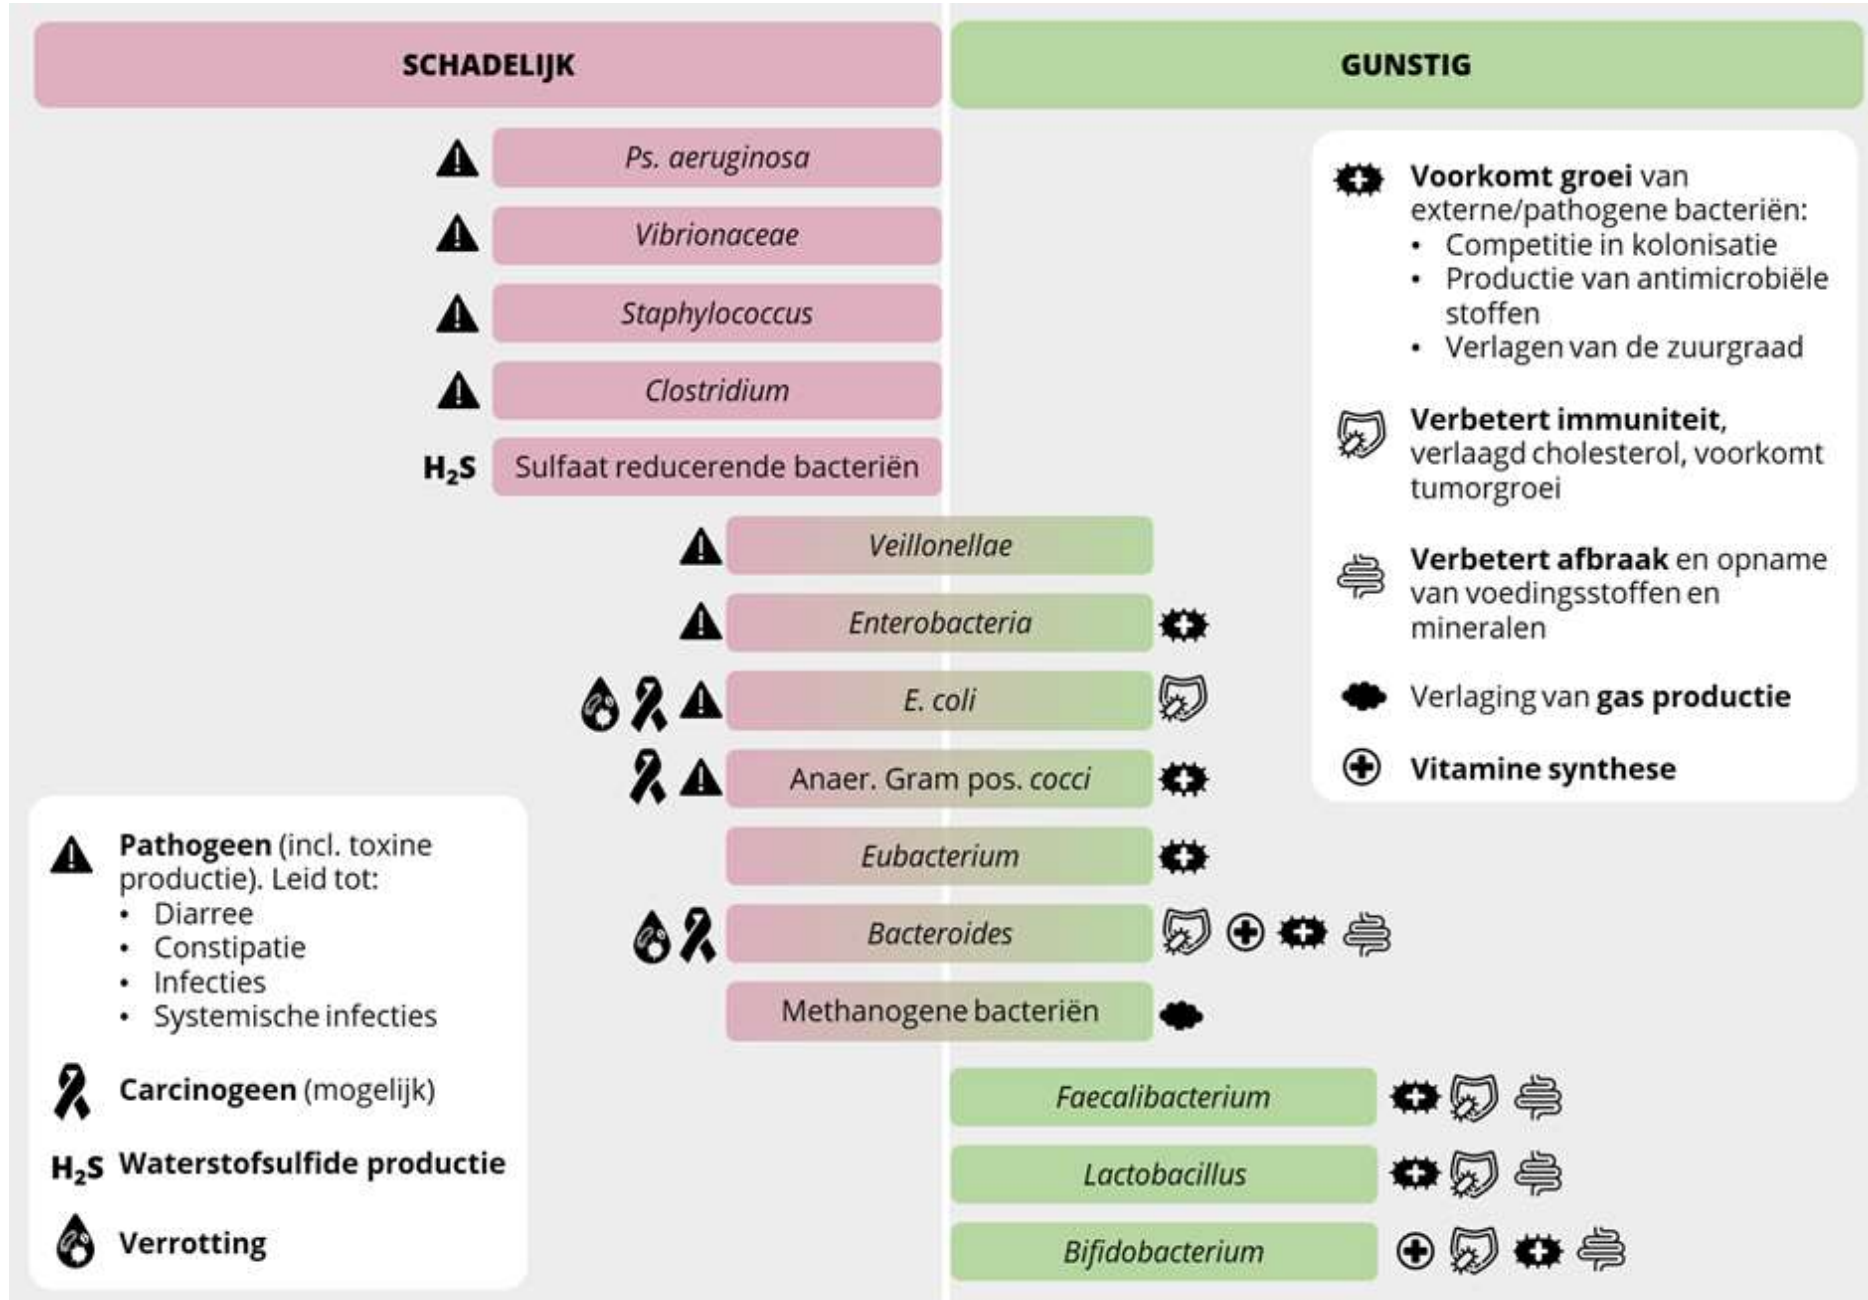 SCHADELIJK
GUNSTIG
Ps. aeruginosa
Vibrionaceae
Staphylococcus
Clostridium
H₂S Sulfaat reducerende bacteriën
Veillonellae
Enterobacteria
E. coli
Anaer. Gram pos. cocci
Eubacterium
Bacteroides
Methanogene bacteriën
Faecalibacterium
Lactobacillus
Bifidobacterium
Voorkomt groei van
externe/pathogene bacteriën:
• Competitie in kolonisatie
• Productie van antimicrobiële
stoffen
• Verlagen van de zuurgraad
Verbetert immuniteit,
verlaagd cholesterol, voorkomt
tumorgroei
Verbetert afbraak en opname
van voedingsstoffen en
mineralen
Verlaging van gas productie
Vitamine synthese
Pathogeen (incl. toxine
productie). Leid tot:
• Diarree
• Constipatie
• Infecties
• Systemische infecties
Carcinogeen (mogelijk)
H₂S Waterstofsulfide productie
Verrotting